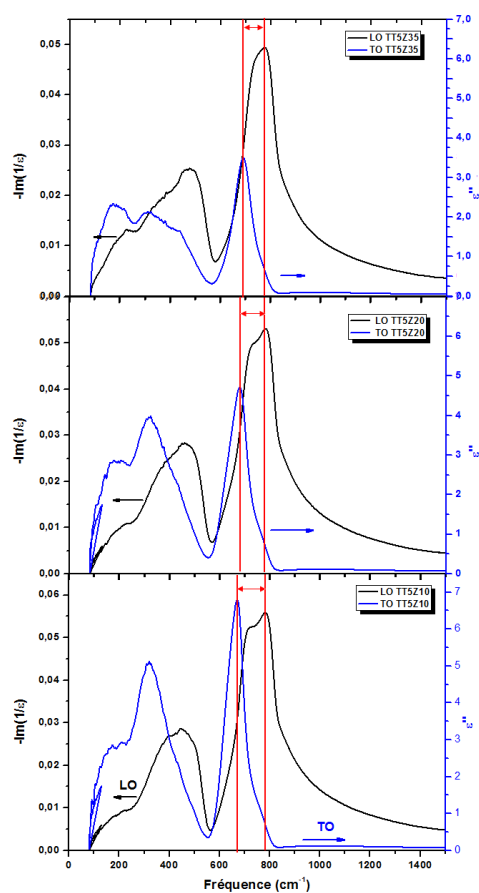 7,0
LO TT5Z35
TO TT5Z35
0,05
6,0
0,04
5,0
-Im(1/ε)
0,03
4,0
ε"
0,02
3,0
2,0
0,01
1,0
0,00
0,0
LO TT5Z20
TO TT5Z20
6
0,05
5
0,04
4
-Im(1/ε)
0,03
ε"
3
0,02
2
0,01
1
0,00
0
LO TT5Z10
TO TT5Z10
0,06
7
0,05
6
0,04
5
-Im(1/ε)
4
ε"
0,03
3
0,02
2
LO
0,01
1
TO
0,00
0
0 200 400 600 800 1000 1200 1400
Fréquence (cm⁻¹)